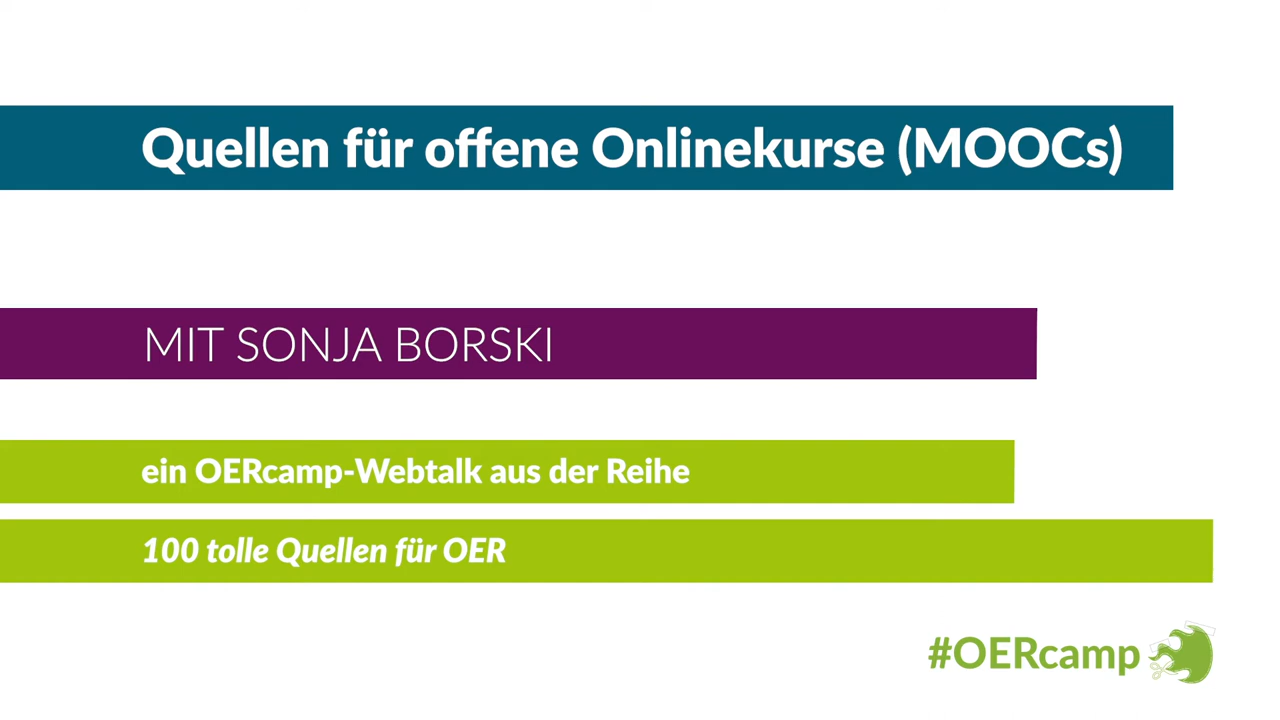 Quellen für offene Onlinekurse (MOOCs)
MIT SONJA BORSKI
ein OERcamp-Webtalk aus der Reihe
100 tolle Quellen für OER
#OERcamp